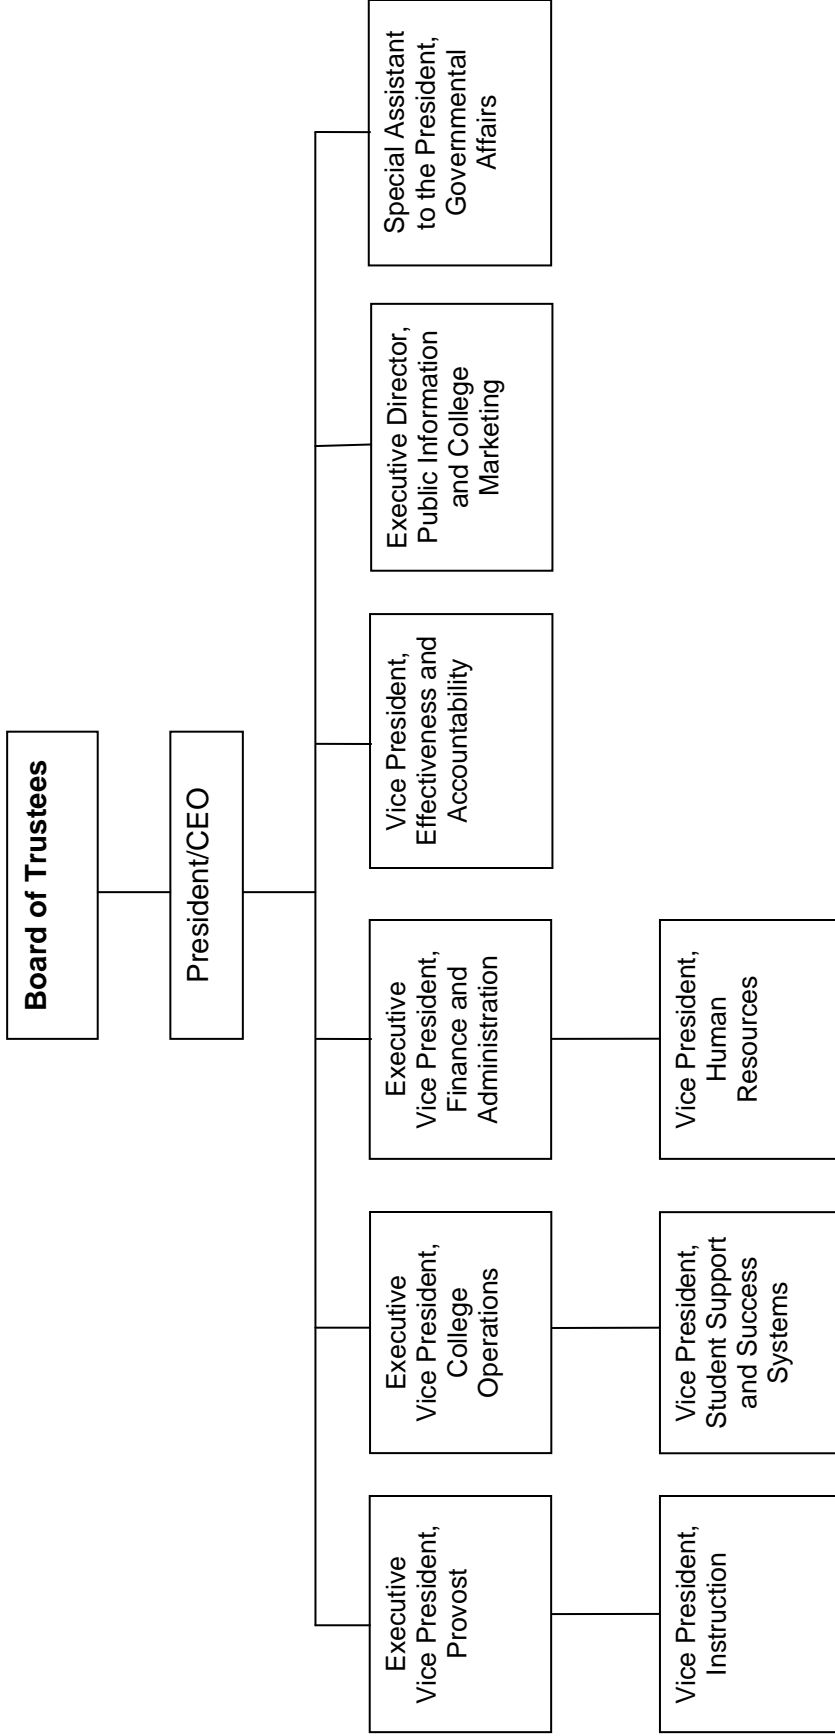 Board of Trustees
President/CEO
Executive
Vice President,
Provost
Executive
Vice President,
College
Operations
Executive
Vice President,
Finance and
Administration
Vice President,
Effectiveness and
Accountability
Executive Director,
Public Information
and College
Marketing
Special Assistant
to the President,
Governmental
Affairs
Vice President,
Instruction
Vice President,
Student Support
and Success
Systems
Vice President,
Human
Resources